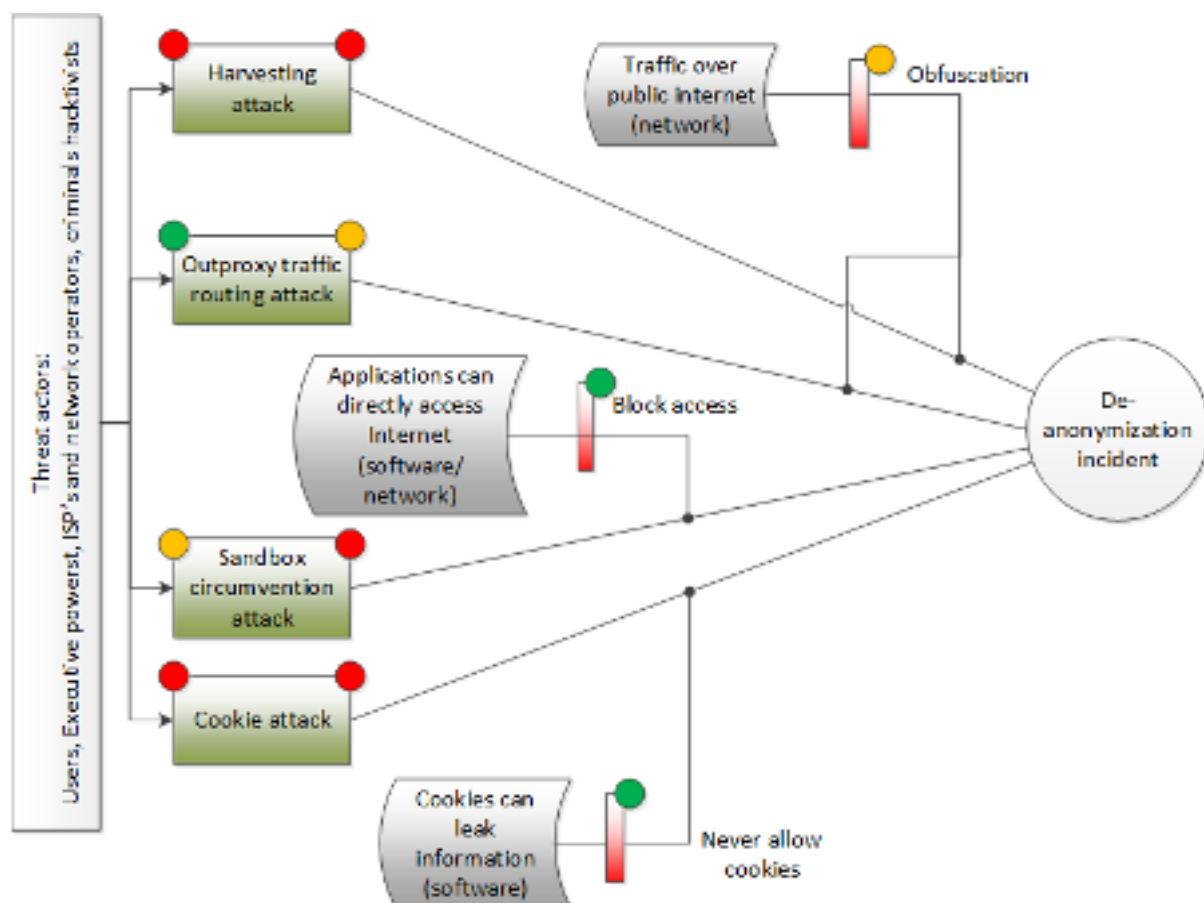 Threat actors:
Users, Executive powerst, ISP's and network operators, criminals hacktivists
Harvesting
attack
Traffic over
public internet
(network)
Obfuscation
Outproxy traffic
routing attack
Applications can
directly access
Internet
(software/
network)
Block access
De-
anonymization
incident
Sandbox
circumvention
attack
Cookie attack
Cookies can
leak
information
(software)
Never allow
cookies